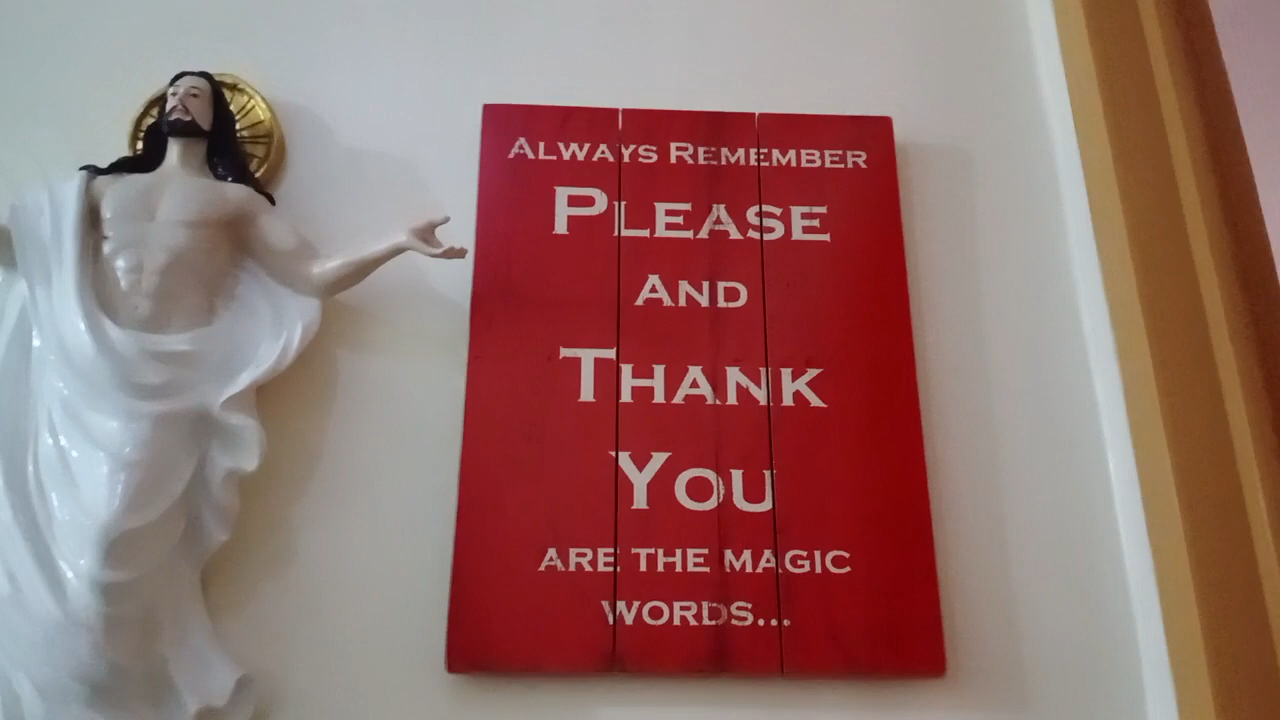 Always Remember
Please
And
Thank
You
are the magic
words...